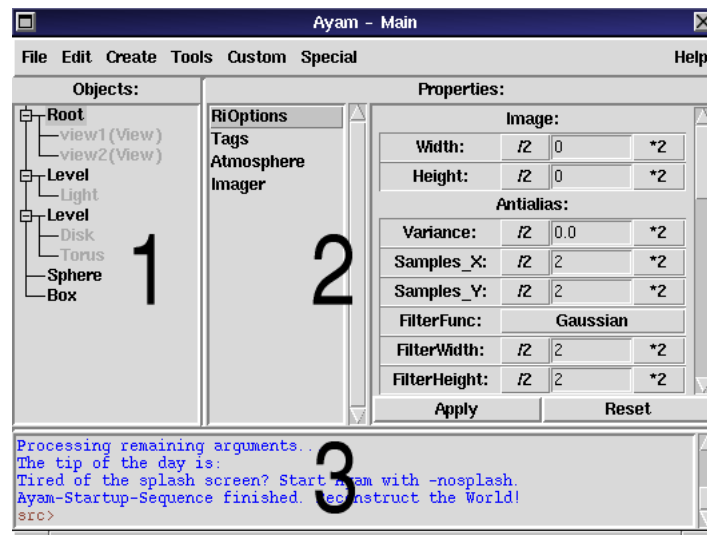 Ayam - Main
File Edit Create Tools Custom Special Help
Objects:
Root
view1(View)
view2(View)
Level
Light
Level
Disk
Torus
Sphere
Box
1
Properties:
RiOptions
Tags
Atmosphere
Imager
2
Image:
Width: /2 0 *2
Height: /2 0 *2
Antialias:
Variance: /2 0.0 *2
Samples_X: /2 2 *2
Samples_Y: /2 2 *2
FilterFunc: Gaussian
FilterWidth: /2 2 *2
FilterHeight: /2 2 *2
Apply Reset
Processing remaining arguments..
The tip of the day is:
Tired of the splash screen? Start Ayam with -nosplash.
Ayam-Startup-Sequence finished. Reconstruct the World!
src>
3